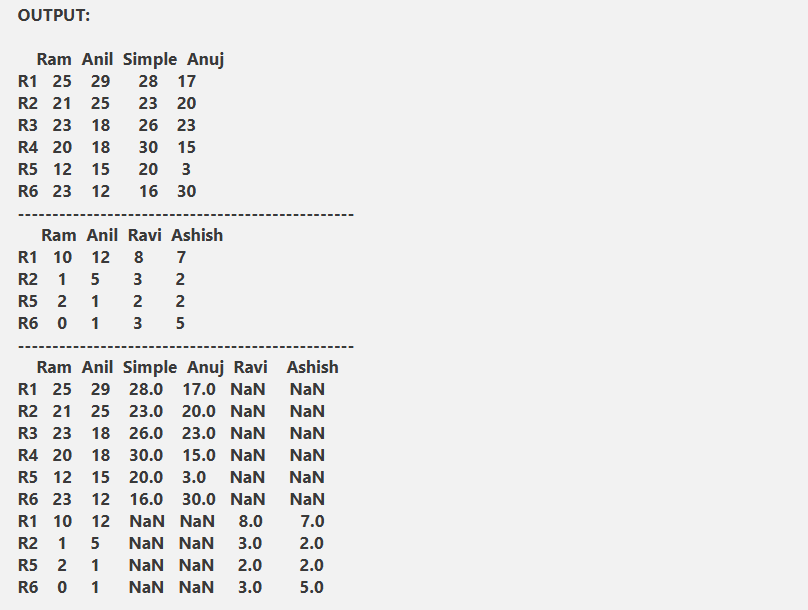 OUTPUT:
Ram Anil Simple Anuj
R1 25 29 28 17
R2 21 25 23 20
R3 23 18 26 23
R4 20 18 30 15
R5 12 15 20 3
R6 23 12 16 30
-------------------------------------------------
Ram Anil Ravi Ashish
R1 10 12 8 7
R2 1 5 3 2
R5 2 1 2 2
R6 0 1 3 5
-------------------------------------------------
Ram Anil Simple Anuj Ravi Ashish
R1 25 29 28.0 17.0 NaN NaN
R2 21 25 23.0 20.0 NaN NaN
R3 23 18 26.0 23.0 NaN NaN
R4 20 18 30.0 15.0 NaN NaN
R5 12 15 20.0 3.0 NaN NaN
R6 23 12 16.0 30.0 NaN NaN
R1 10 12 NaN NaN 8.0 7.0
R2 1 5 NaN NaN 3.0 2.0
R5 2 1 NaN NaN 2.0 2.0
R6 0 1 NaN NaN 3.0 5.0